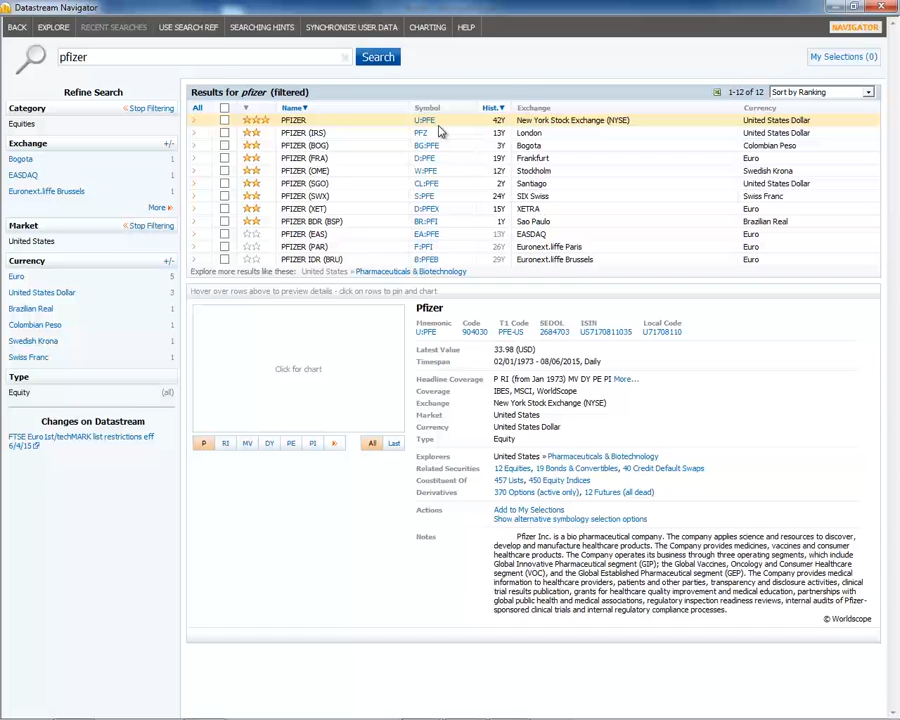 Datastream Navigator
BACK EXPLORE RECENT SEARCHES USE SEARCH REF SEARCHING HINTS SYNCHRONISE USER DATA CHARTING HELP NAVIGATOR
pfizer Search My Selections (0)
Refine Search
Category Stop Filtering
Equities
Exchange +/-
Bogota 1
EASDAQ 1
Euronext.liffe Brussels 1
More
Market Stop Filtering
United States
Currency +/-
Euro 5
United States Dollar 3
Brazilian Real 1
Colombian Peso 1
Swedish Krona 1
Swiss Franc 1
Type
Equity (all)
Changes on Datastream
FTSE Euro1st/techMARK list restrictions eff
6/4/15
Results for pfizer (filtered) 1-12 of 12 Sort by Ranking
All Name Symbol Hist. Exchange Currency
PFIZER U:PFE 42Y New York Stock Exchange (NYSE) United States Dollar
PFIZER (IRS) PFZ 13Y London United States Dollar
PFIZER (BOG) BG:PFE 3Y Bogota Colombian Peso
PFIZER (FRA) D:PFE 19Y Frankfurt Euro
PFIZER (OME) W:PFE 12Y Stockholm Swedish Krona
PFIZER (SGO) CL:PFE 2Y Santiago United States Dollar
PFIZER (SWX) S:PFE 24Y SIX Swiss Swiss Franc
PFIZER (XET) D:PFEX 15Y XETRA Euro
PFIZER BDR (BSP) BR:PFI 1Y Sao Paulo Brazilian Real
PFIZER (EAS) EA:PFE 13Y EASDAQ Euro
PFIZER (PAR) F:PFI 26Y Euronext.liffe Paris Euro
PFIZER IDR (BRU) B:PFEB 29Y Euronext.liffe Brussels Euro
Explore more results like these: United States » Pharmaceuticals & Biotechnology
Hover over rows above to preview details - click on rows to pin and chart
Click for chart
P RI MV DY PE PI All Last
Pfizer
Mnemonic Code T1 Code SEDOL ISIN Local Code
U:PFE 904030 PFE-US 2684703 US7170811035 U71708110
Latest Value 33.98 (USD)
Timespan 02/01/1973 - 08/06/2015, Daily
Headline Coverage P RI (from Jan 1973) MV DY PE PI More...
Coverage IBES, MSCI, WorldScope
Exchange New York Stock Exchange (NYSE)
Market United States
Currency United States Dollar
Type Equity
Explorers United States » Pharmaceuticals & Biotechnology
Related Securities 12 Equities, 19 Bonds & Convertibles, 40 Credit Default Swaps
Constituent Of 457 Lists, 450 Equity Indices
Derivatives 370 Options (active only), 12 Futures (all dead)
Actions Add to My Selections
Show alternative symbology selection options
Notes Pfizer Inc. is a bio pharmaceutical company. The company applies science and resources to discover,
develop and manufacture healthcare products. The Company provides medicines, vaccines and consumer
healthcare products. The Company operates its business through three operating segments, which include
Global Innovative Pharmaceutical segment (GIP); the Global Vaccines, Oncology and Consumer Healthcare
segment (VOC), and the Global Established Pharmaceutical segment (GEP). The Company provides medical
information to healthcare providers, patients and other parties, transparency and disclosure activities, clinical
trial results publication, grants for healthcare quality improvement and medical education, partnerships with
global public health and medical associations, regulatory inspection readiness reviews, internal audits of Pfizer-
sponsored clinical trials and internal regulatory compliance processes.
© Worldscope